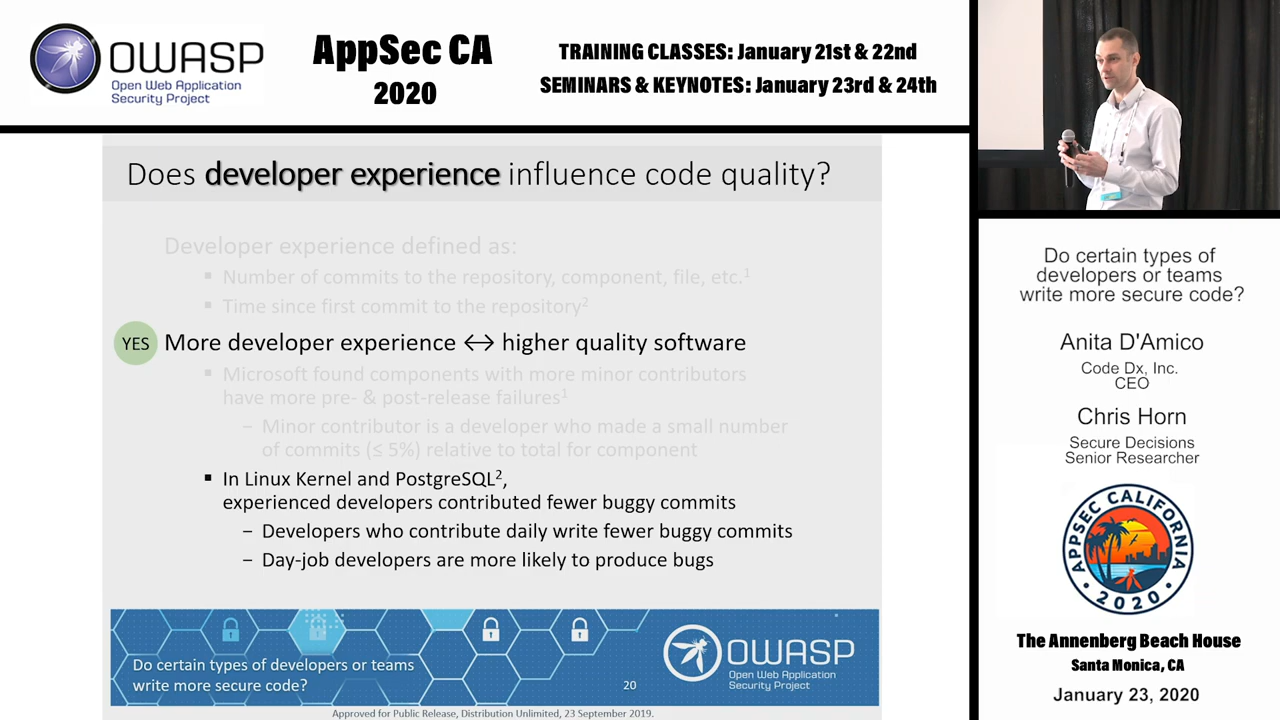 OWASP
Open Web Application
Security Project
AppSec CA
2020
TRAINING CLASSES: January 21st & 22nd
SEMINARS & KEYNOTES: January 23rd & 24th
Does developer experience influence code quality?
Developer experience defined as:
▪ Number of commits to the repository, component, file, etc.¹
▪ Time since first commit to the repository²
YES More developer experience ↔ higher quality software
▪ Microsoft found components with more minor contributors
have more pre- & post-release failures¹
− Minor contributor is a developer who made a small number
of commits (≤ 5%) relative to total for component
▪ In Linux Kernel and PostgreSQL²,
experienced developers contributed fewer buggy commits
− Developers who contribute daily write fewer buggy commits
− Day-job developers are more likely to produce bugs
Do certain types of developers or teams
write more secure code?
20
OWASP
Open Web Application
Security Project
Approved for Public Release, Distribution Unlimited, 23 September 2019.
Do certain types of
developers or teams
write more secure code?
Anita D'Amico
Code Dx, Inc.
CEO
Chris Horn
Secure Decisions
Senior Researcher
APPSEC CALIFORNIA
2020
The Annenberg Beach House
Santa Monica, CA
January 23, 2020